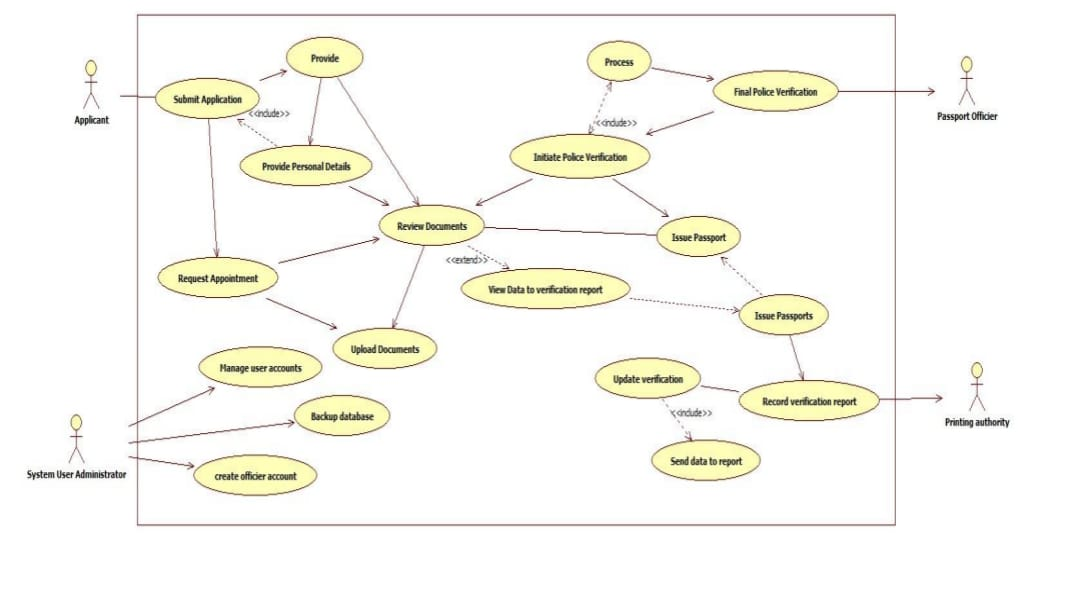 Provide
Process
Submit Application
Final Police Verification
Applicant
Passport Officier
<<include>>
<<include>>
Provide Personal Details
Initiate Police Verification
Review Documents
Issue Passport
<<extend>>
Request Appointment
View Data to verification report
Issue Passports
Upload Documents
Manage user accounts
Update verification
Record verification report
Backup database
<<include>>
Printing authority
System User Administrator
create officier account
Send data to report